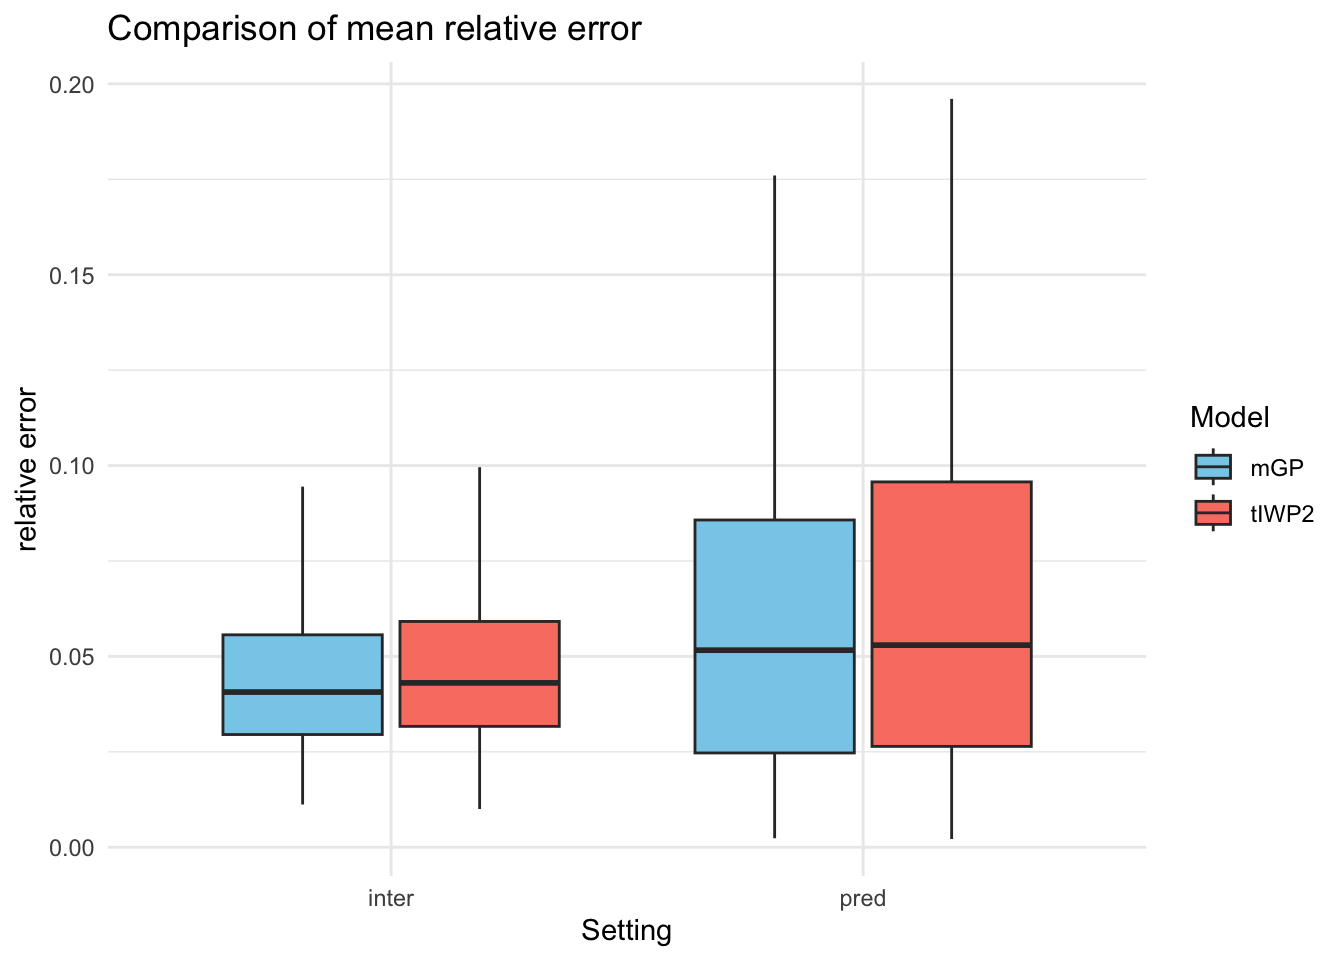 Comparison of mean relative error
0.20
0.15
0.10
0.05
0.00
relative error
inter
pred
Setting
Model
mGP
tIWP2